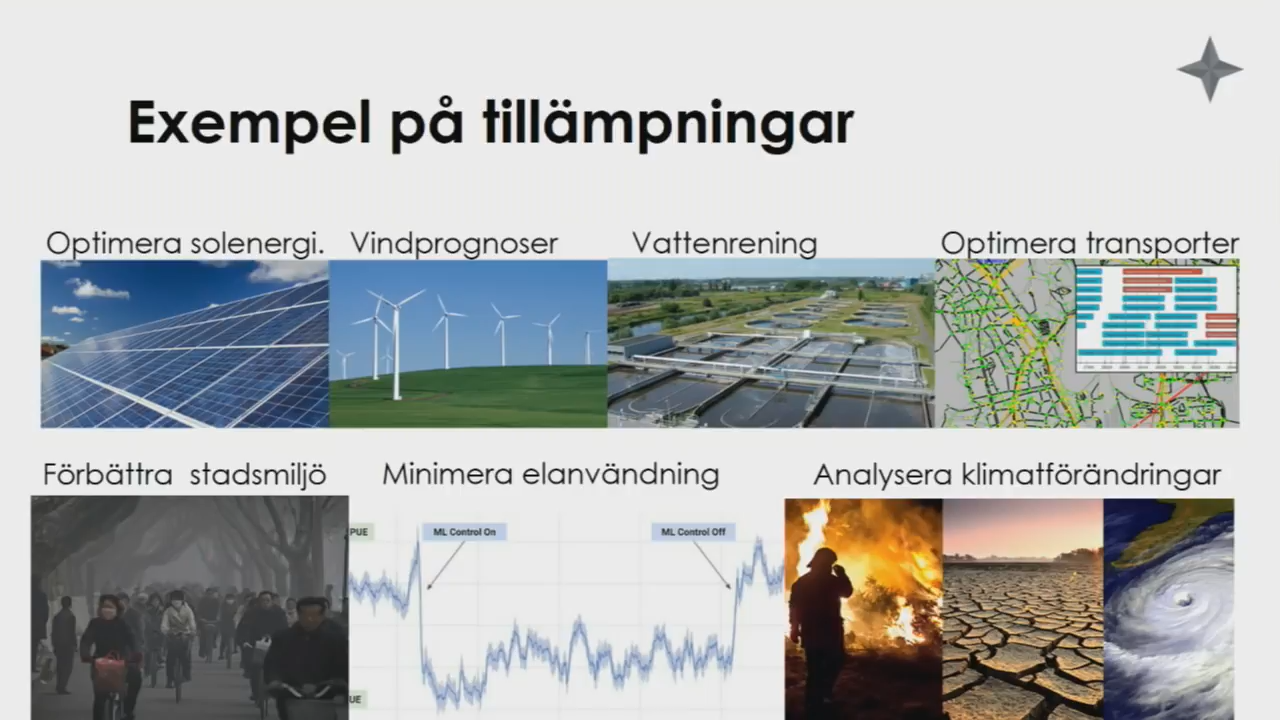 Exempel på tillämpningar
Optimera solenergi. Vindprognoser Vattenrening Optimera transporter
Förbättra stadsmiljö Minimera elanvändning Analysera klimatförändringar
PUE ML Control On ML Control Off
UE